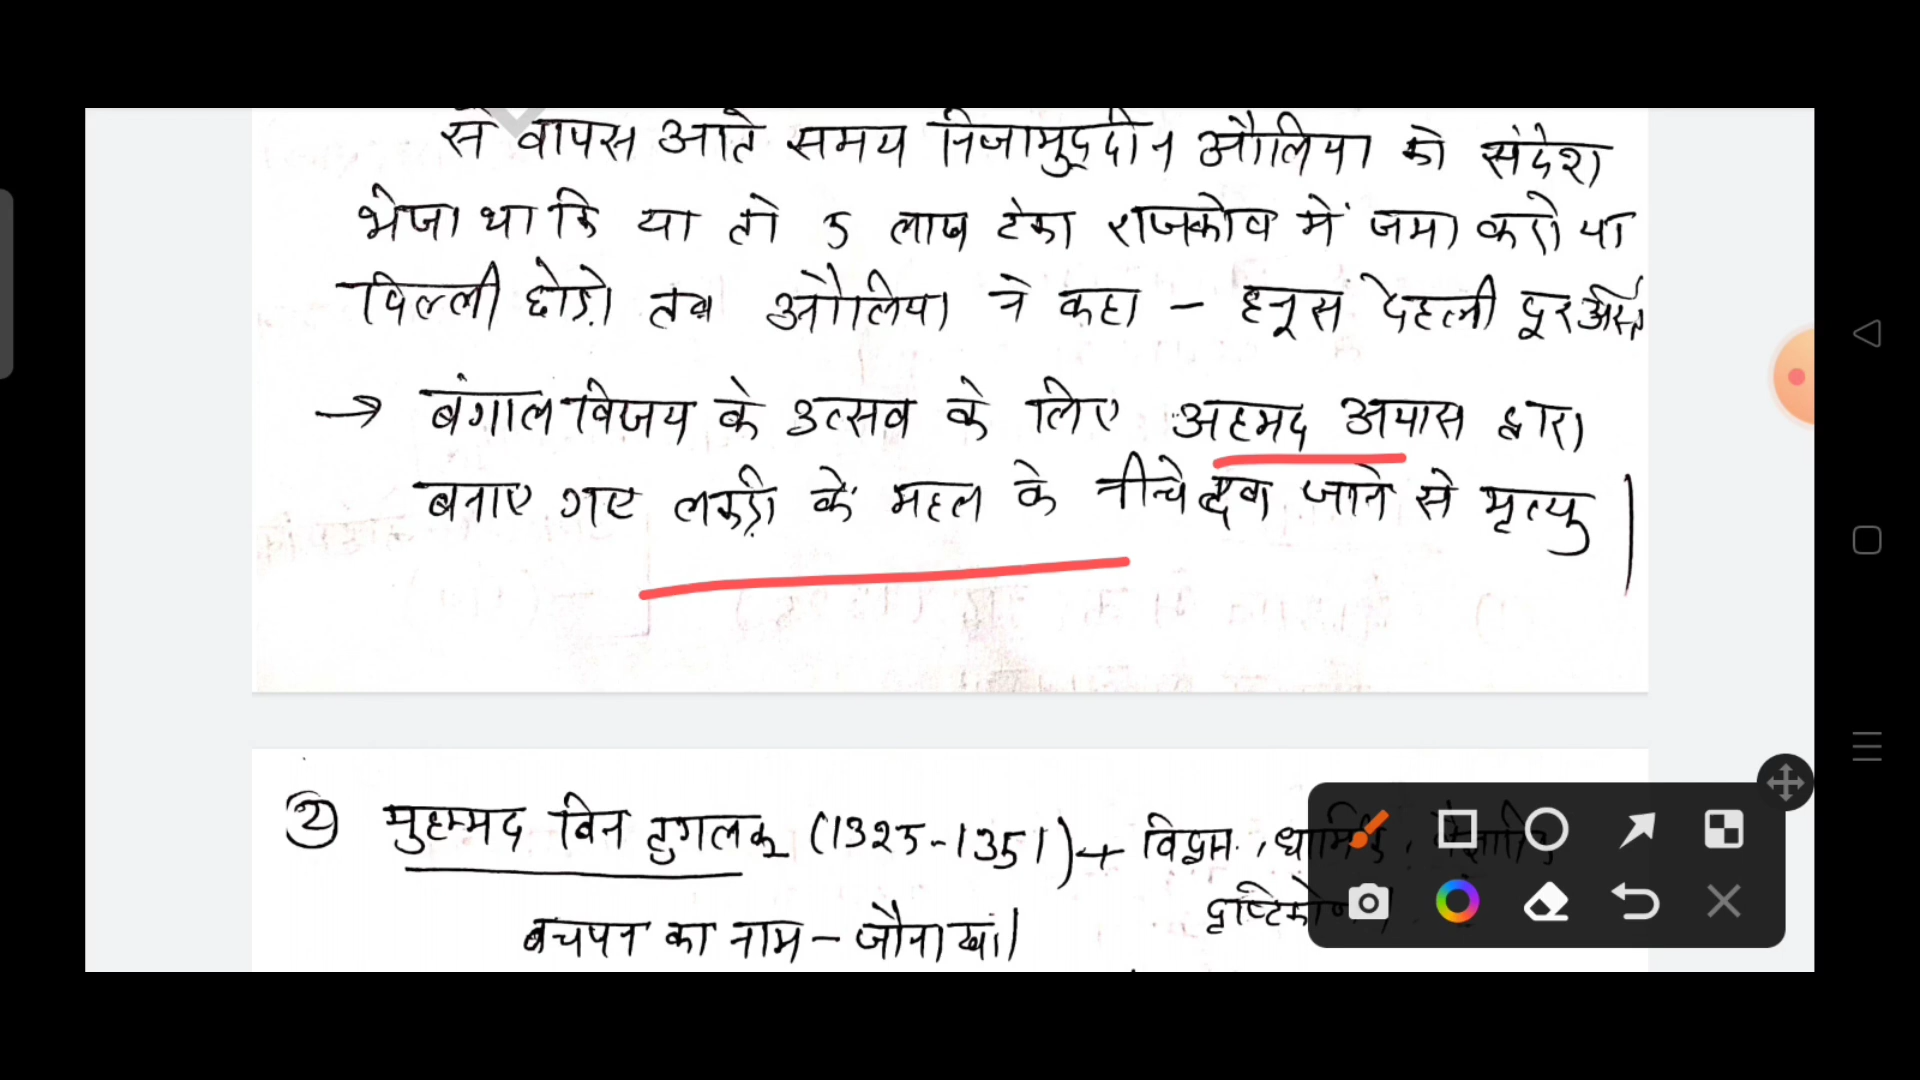 से वापस आते समय निजामुद्दीन औलिया को संदेश
भेजा था कि या तो 5 लाख टंका राजकोष में जमा करो या
दिल्ली छोड़ो तब औलिया ने कहा - हनूस देहली दूर अस्त
→ बंगाल विजय के उत्सव के लिए अहमद अयास द्वारा
बनाए गए लकड़ी के महल के नीचे दब जाने से मृत्यु।
② मुहम्मद बिन तुगलक (1325-1351) → विद्वान, धार्मिक,
दृष्टिकोण
बचपन का नाम - जौना खां।